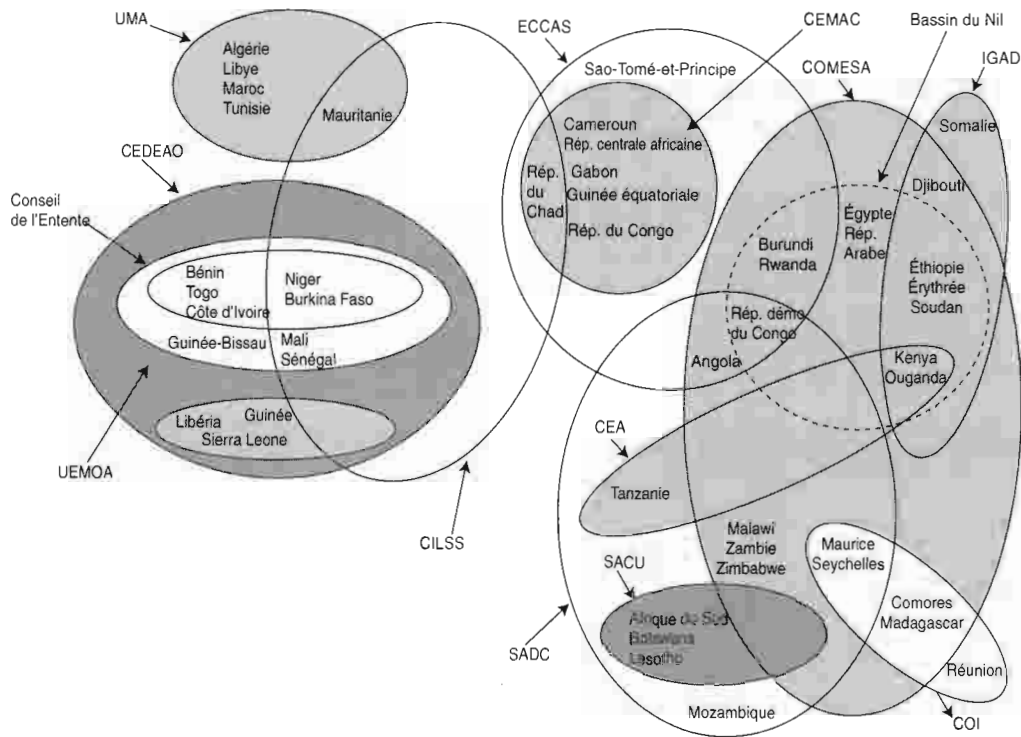 UMA
Algérie
Libye
Maroc
Tunisie
Mauritanie
CEDEAO
Conseil
de l'Entente
Bénin
Togo
Côte d'Ivoire
Niger
Burkina Faso
Guinée-Bissau
Mali
Sénégal
Libéria
Guinée
Sierra Leone
UEMOA
CILSS
ECCAS
CEMAC
Sao-Tomé-et-Principe
Cameroun
Rép. centrale africaine
Rép.
du
Chad
Gabon
Guinée équatoriale
Rép. du Congo
COMESA
Bassin du Nil
IGAD
Somalie
Djibouti
Égypte
Rép.
Arabe
Burundi
Rwanda
Éthiopie
Érythrée
Soudan
Rép. démo
du Congo
Angola
Kenya
Ouganda
CEA
Tanzanie
Malawi
Zambie
Zimbabwe
Maurice
Seychelles
Comores
Madagascar
Réunion
COI
SACU
Afrique du Sud
Botswana
Lesotho
SADC
Mozambique